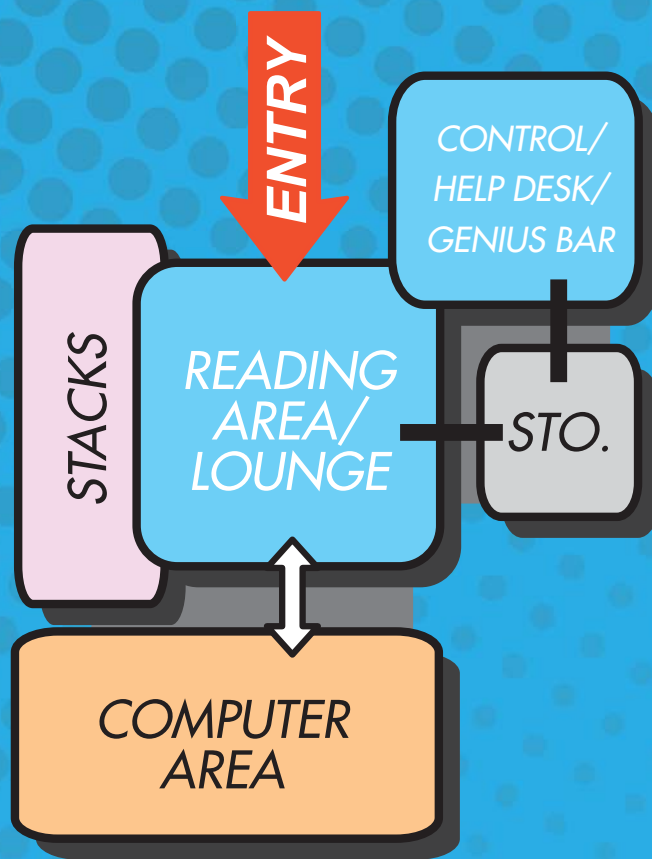 ENTRY
CONTROL/
HELP DESK/
GENIUS BAR
STACKS
READING
AREA/
LOUNGE
STO.
COMPUTER
AREA